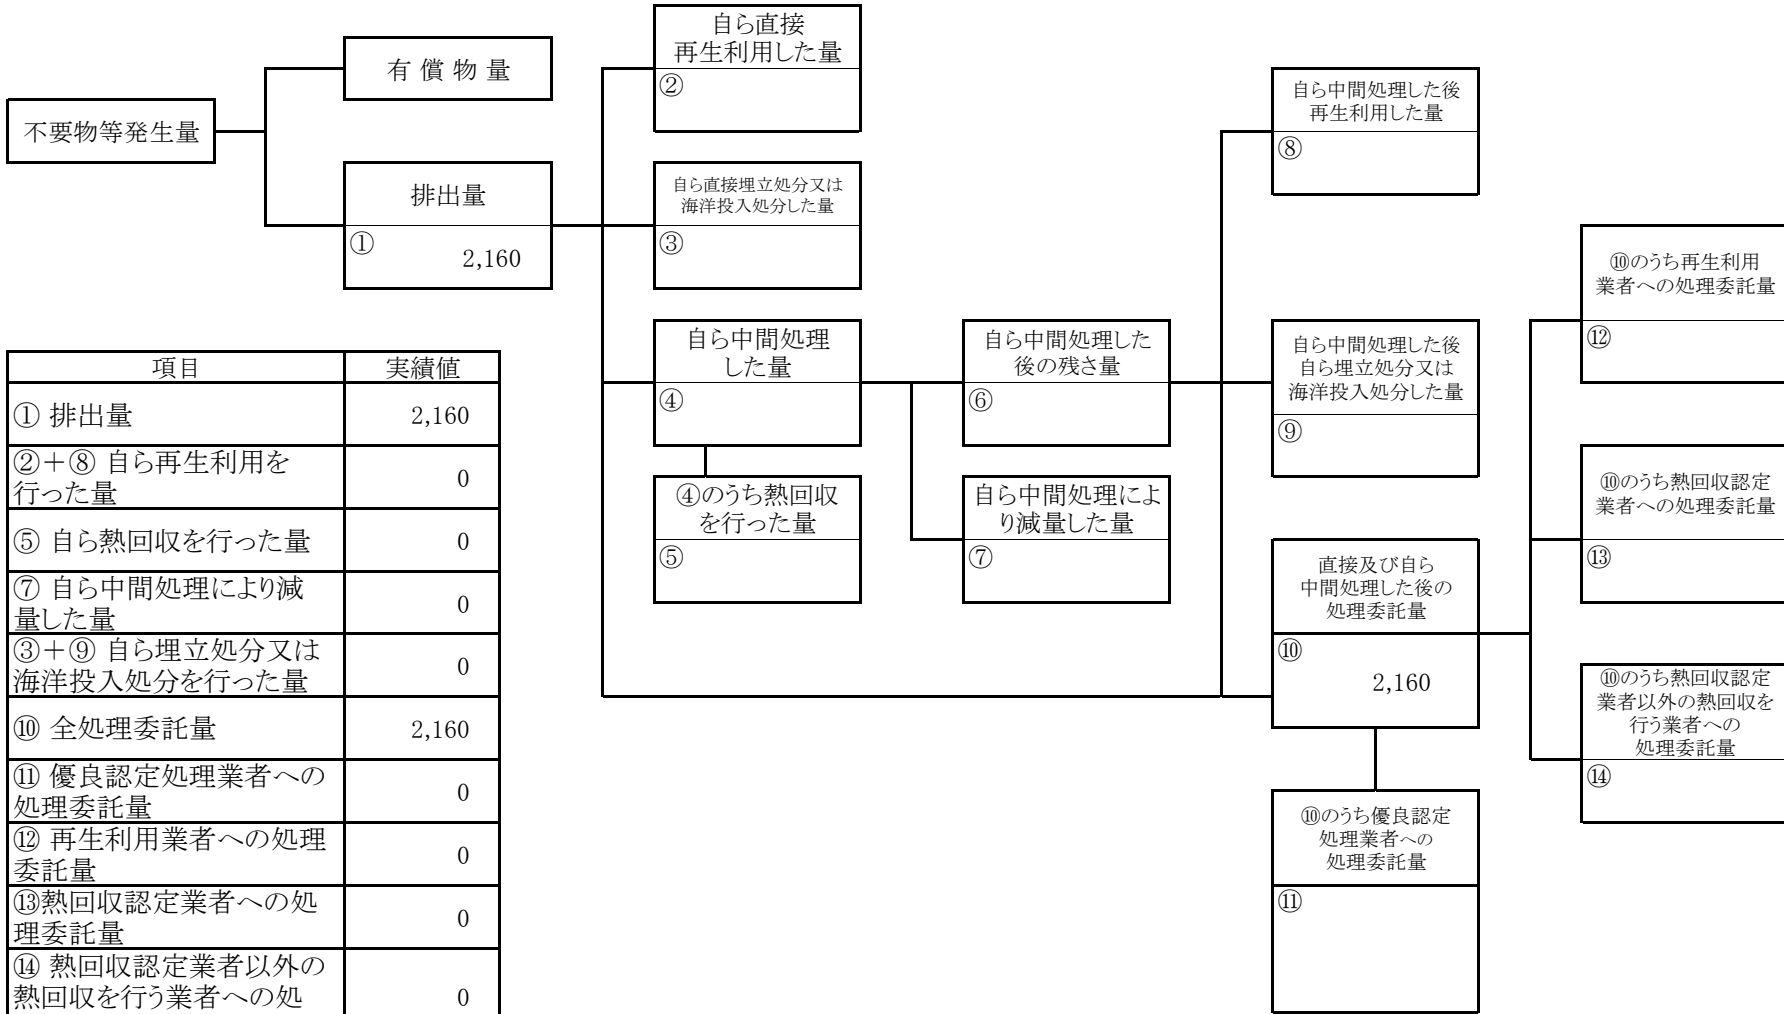 不要物等発生量
有 償 物 量
排出量
①
2,160
自ら直接
再生利用した量
②
自ら直接埋立処分又は
海洋投入処分した量
③
自ら中間処理
した量
④
④のうち熱回収
を行った量
⑤
自ら中間処理した
後の残さ量
⑥
自ら中間処理によ
り減量した量
⑦
自ら中間処理した後
再生利用した量
⑧
自ら中間処理した後
自ら埋立処分又は
海洋投入処分した量
⑨
直接及び自ら
中間処理した後の
処理委託量
⑩
2,160
⑩のうち優良認定
処理業者への
処理委託量
⑪
⑩のうち再生利用
業者への処理委託量
⑫
⑩のうち熱回収認定
業者への処理委託量
⑬
⑩のうち熱回収認定
業者以外の熱回収を
行う業者への
処理委託量
⑭
項目 実績値
① 排出量 2,160
②＋⑧ 自ら再生利用を
行った量 0
⑤ 自ら熱回収を行った量 0
⑦ 自ら中間処理により減
量した量 0
③＋⑨ 自ら埋立処分又は
海洋投入処分を行った量 0
⑩ 全処理委託量 2,160
⑪ 優良認定処理業者への
処理委託量 0
⑫ 再生利用業者への処理
委託量 0
⑬熱回収認定業者への処
理委託量 0
⑭ 熱回収認定業者以外の
熱回収を行う業者への処 0